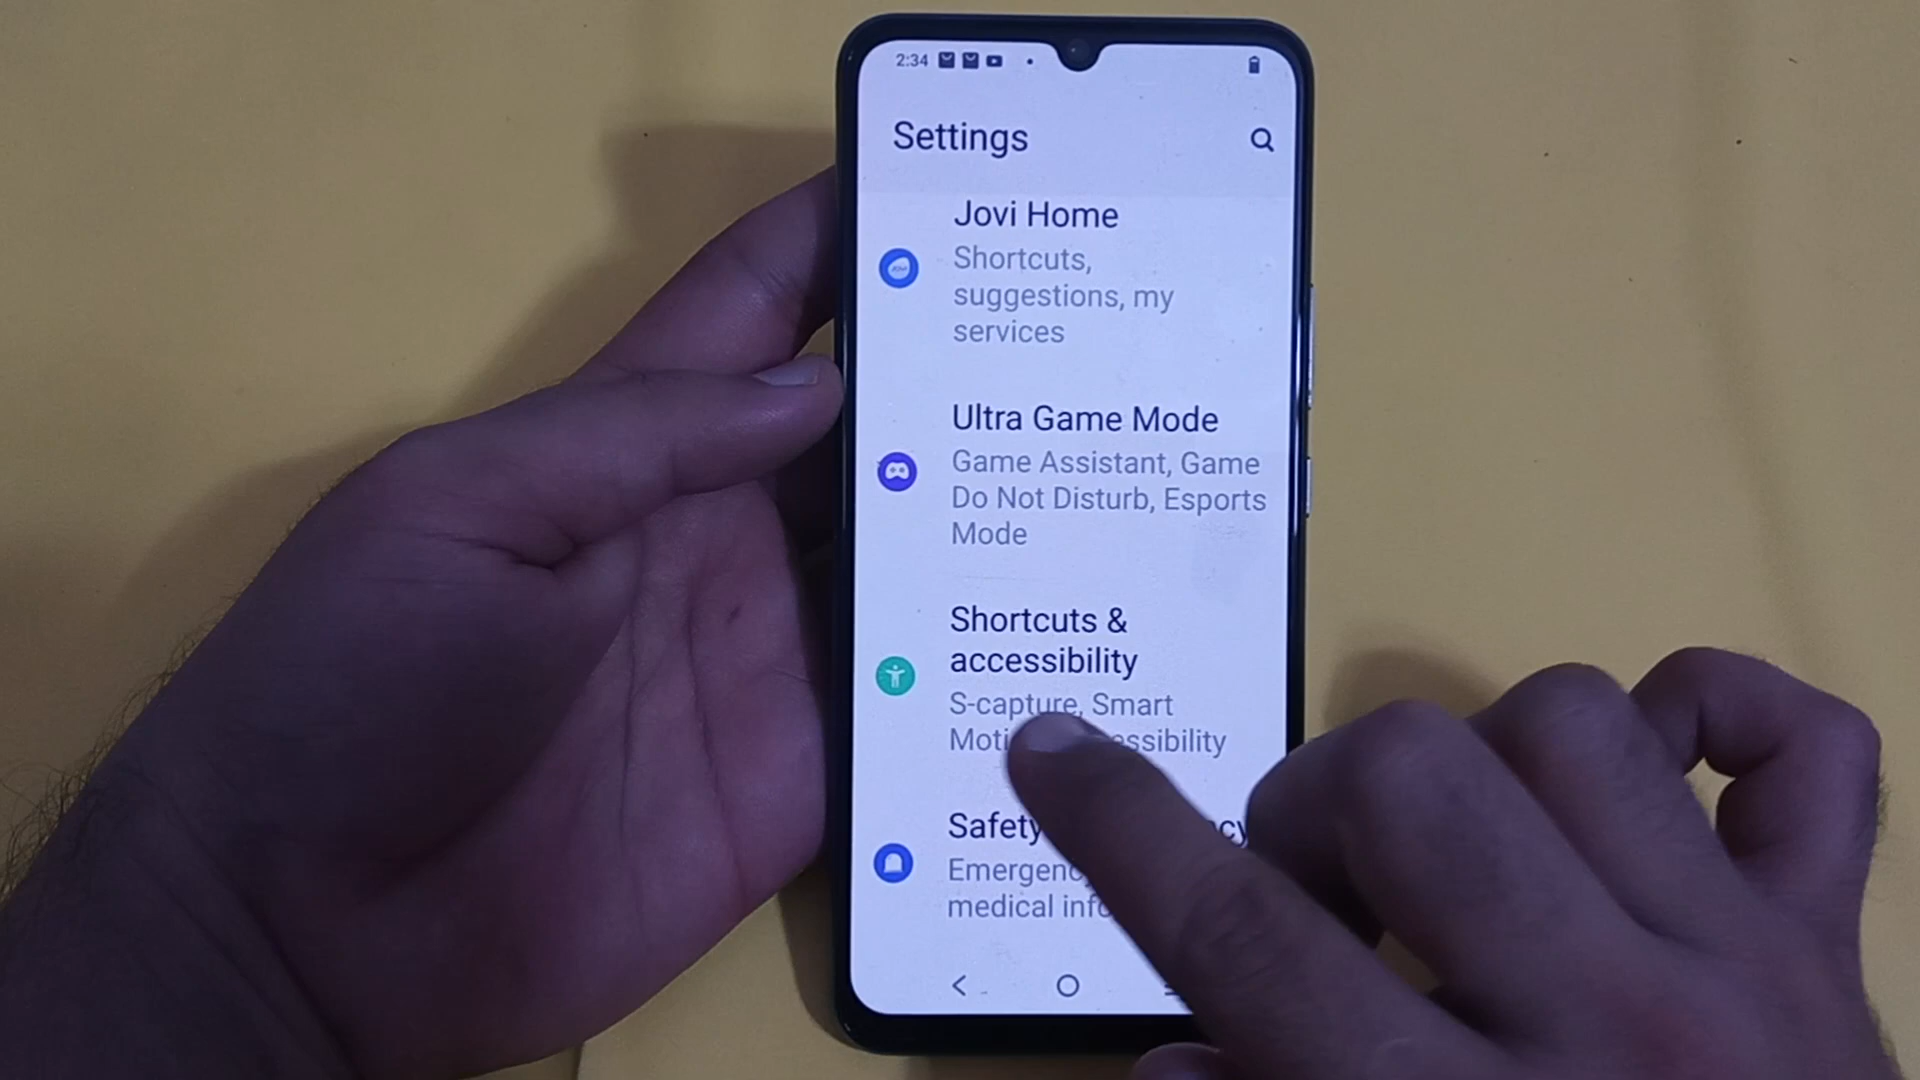 2:34
Settings
Jovi Home
Shortcuts,
suggestions, my
services
Ultra Game Mode
Game Assistant, Game
Do Not Disturb, Esports
Mode
Shortcuts &
accessibility
S-capture, Smart
Safety
medical